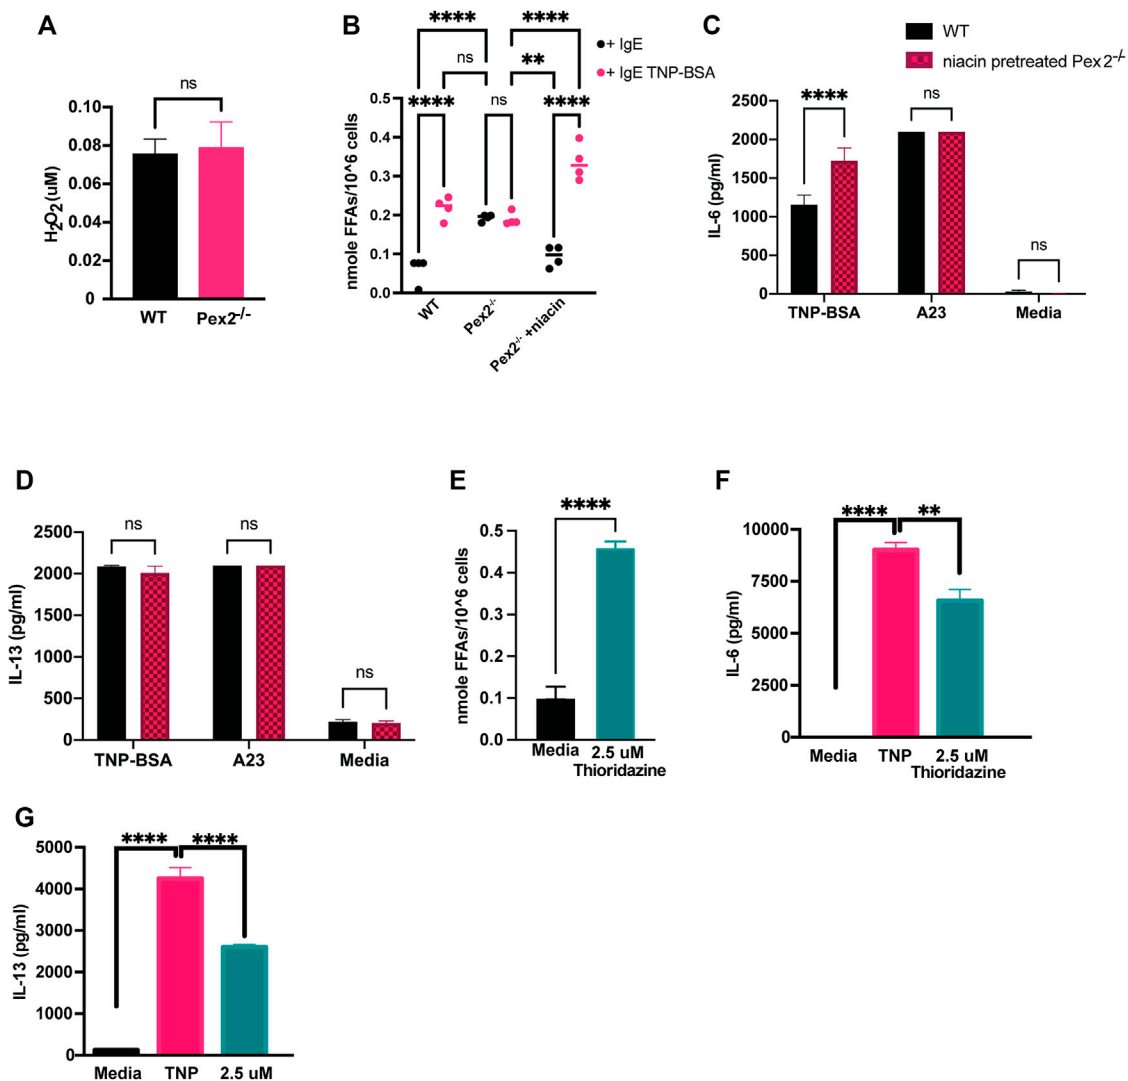 A
ns
H2O2(uM)
0.10
0.08
0.06
0.04
0.02
0
WT
Pex2-/-
B
****
****
ns
**
****
ns
****
+ IgE
+ IgE TNP-BSA
nmole FFAs/10^6 cells
0.5
0.4
0.3
0.2
0.1
0.0
WT
Pex2-/-
Pex2-/- +niacin
C
WT
niacin pretreated Pex2-/-
****
ns
ns
IL-6 (pg/ml)
2500
2000
1500
1000
500
0
TNP-BSA
A23
Media
D
ns
ns
ns
IL-13 (pg/ml)
2500
2000
1500
1000
500
0
TNP-BSA
A23
Media
E
****
nmole FFAs/10^6 cells
0.5
0.4
0.3
0.2
0.1
0.0
Media
2.5 uM
Thioridazine
F
****
**
IL-6 (pg/ml)
10000
7500
5000
2500
0
Media
TNP
2.5 uM
Thioridazine
G
****
****
IL-13 (pg/ml)
5000
4000
3000
2000
1000
0
Media
TNP
2.5 uM